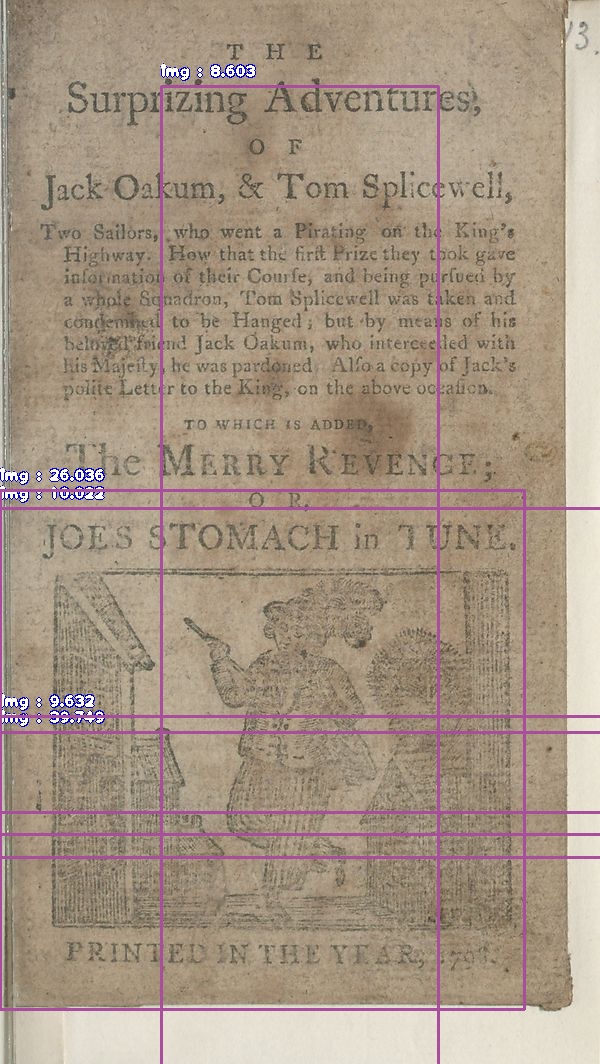 13.
THE
Surprizing Adventures,
OF
Jack Oakum, & Tom Splicewell,
Two Sailors, who went a Pirating on the King's
Highway. How that the first Prize they took gave
information of their Course, and being pursued by
a whole Squadron, Tom Splicewell was taken and
condemned to be Hanged; but by means of his
beloved friend Jack Oakum, who interceeded with
his Majesty, he was pardoned. Also a copy of Jack's
polite Letter to the King, on the above occasion.
TO WHICH IS ADDED,
The MERRY REVENGE;
OR,
JOE'S STOMACH in TUNE.
PRINTED IN THE YEAR,
Img : 8.603
Img : 26.036
Img : 10.022
Img : 9.632
Img : 39.749